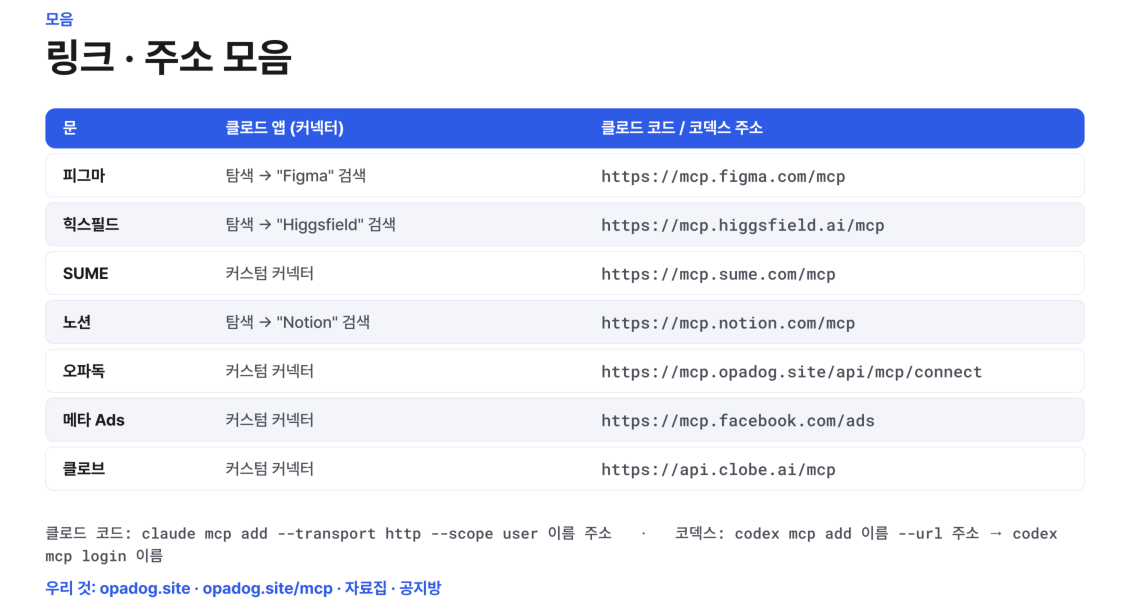 모음
링크 · 주소 모음
문 클로드 앱 (커넥터) 클로드 코드 / 코덱스 주소
피그마 탐색 → "Figma" 검색 https://mcp.figma.com/mcp
힉스필드 탐색 → "Higgsfield" 검색 https://mcp.higgsfield.ai/mcp
SUME 커스텀 커넥터 https://mcp.sume.com/mcp
노션 탐색 → "Notion" 검색 https://mcp.notion.com/mcp
오파독 커스텀 커넥터 https://mcp.opadog.site/api/mcp/connect
메타 Ads 커스텀 커넥터 https://mcp.facebook.com/ads
클로브 커스텀 커넥터 https://api.clobe.ai/mcp
클로드 코드: claude mcp add --transport http --scope user 이름 주소 · 코덱스: codex mcp add 이름 --url 주소 → codex
mcp login 이름
우리 것: opadog.site · opadog.site/mcp · 자료집 · 공지방